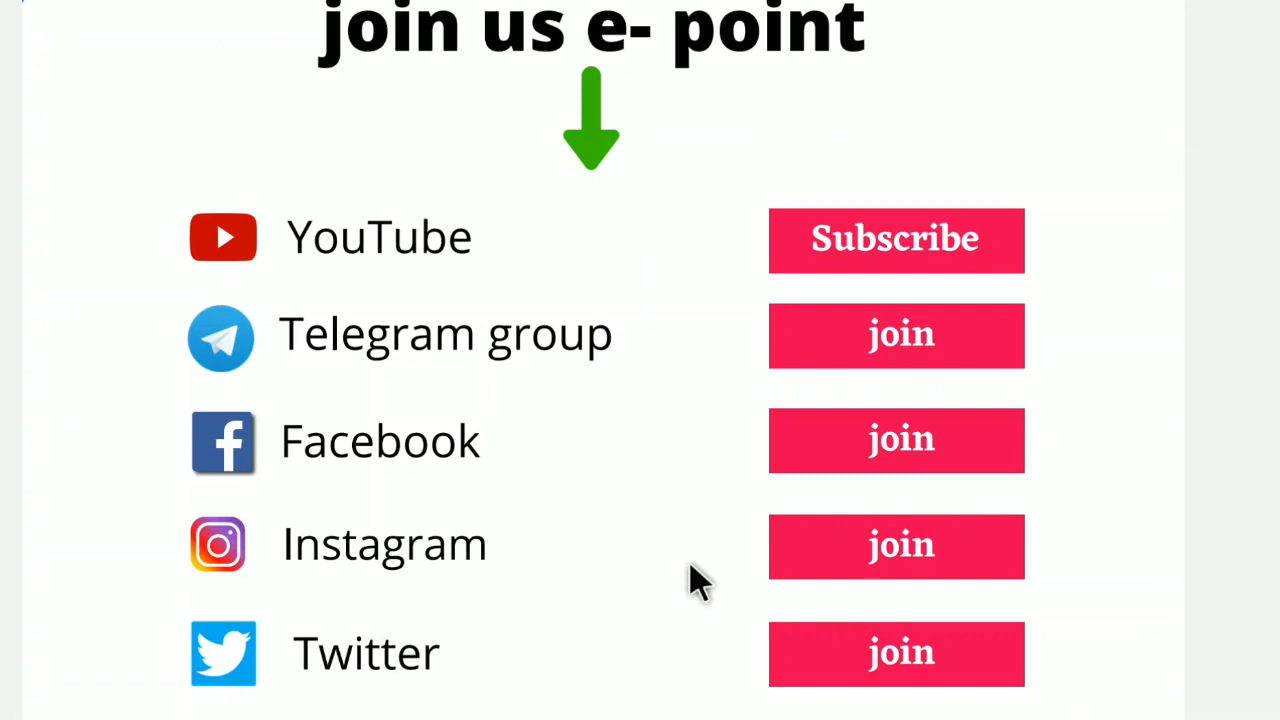 join us e- point
YouTube
Subscribe
Telegram group
join
Facebook
join
Instagram
join
Twitter
join